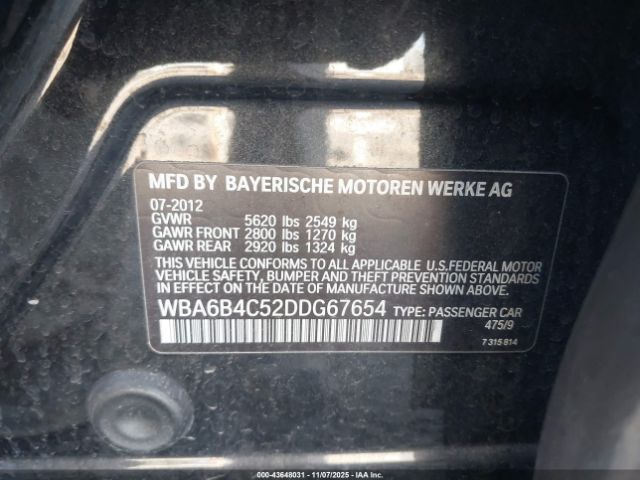 MFD BY BAYERISCHE MOTOREN WERKE AG
07-2012
GVWR 5620 lbs 2549 kg
GAWR FRONT 2800 lbs 1270 kg
GAWR REAR 2920 lbs 1324 kg
THIS VEHICLE CONFORMS TO ALL APPLICABLE U.S.FEDERAL MOTOR
VEHICLE SAFETY, BUMPER AND THEFT PREVENTION STANDARDS
IN EFFECT ON THE DATE OF MANUFACTURE SHOWN ABOVE.
WBA6B4C52DDG67654 TYPE: PASSENGER CAR
475/9
7 315 814
000-43648031 - 11/07/2025 - IAAI.COM